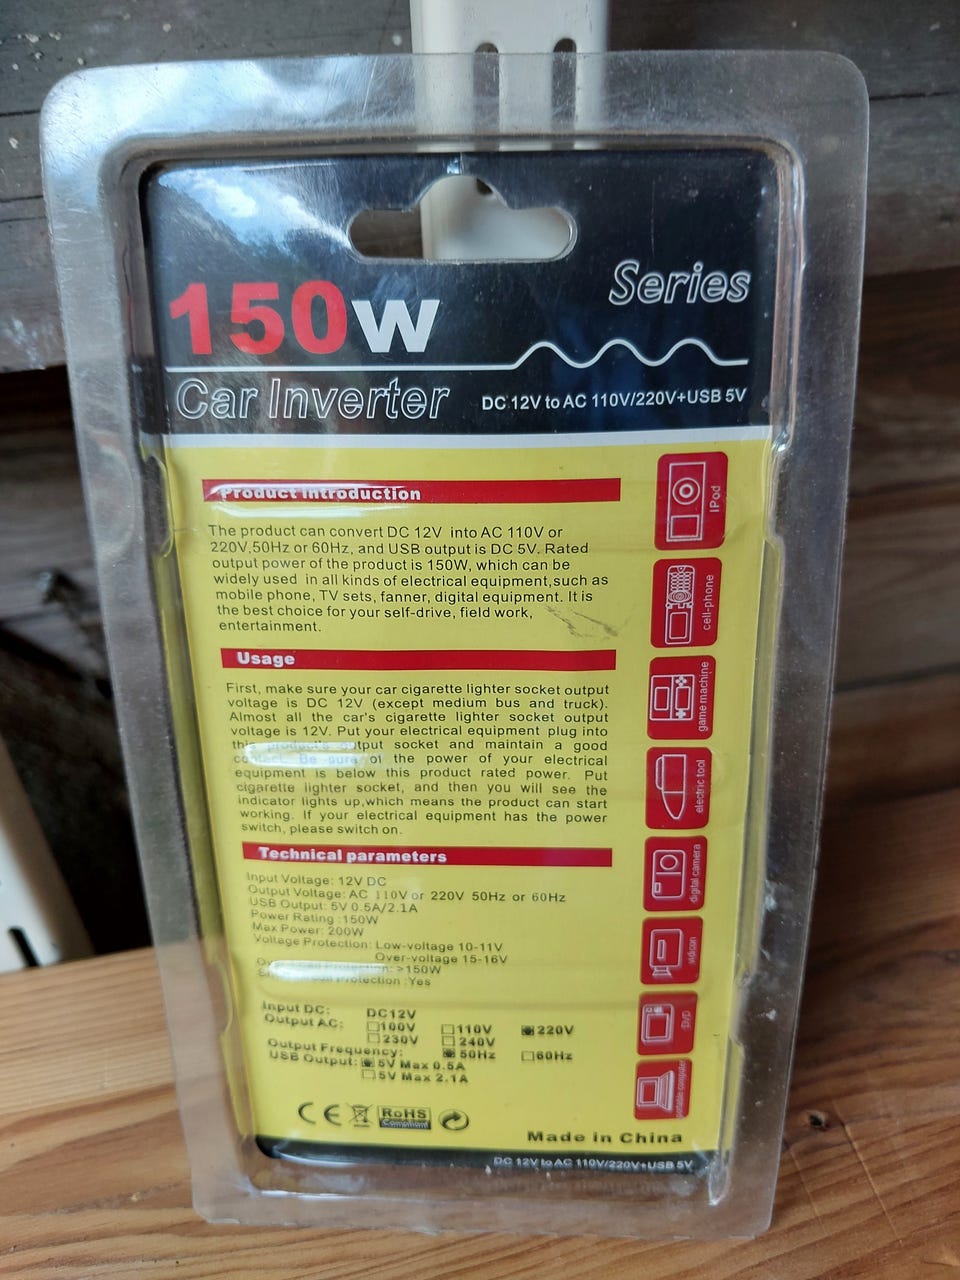 Series
150W
Car Inverter
DC 12V to AC 110V/220V+USB 5V
Product introduction
The product can convert DC 12V into AC 110V or
220V,50Hz or 60Hz, and USB output is DC 5V. Rated
output power of the product is 150W, which can be
widely used in all kinds of electrical equipment,such as
mobile phone, TV sets, fanner, digital equipment. It is
the best choice for your self-drive, field work,
entertainment.
Usage
First, make sure your car cigarette lighter socket output
voltage is DC 12V (except medium bus and truck).
Almost all the car's cigarette lighter socket output
voltage is 12V. Put your electrical equipment plug into
this product's output socket and maintain a good
contact. Be sure of the power of your electrical
equipment is below this product rated power. Put
cigarette lighter socket, and then you will see the
indicator lights up,which means the product can start
working. If your electrical equipment has the power
switch, please switch on.
Technical parameters
Input Voltage: 12V DC
Output Voltage: AC 110V or 220V 50Hz or 60Hz
USB Output: 5V 0.5A/2.1A
Power Rating :150W
Max Power: 200W
Voltage Protection: Low-voltage 10-11V
Over-voltage 15-16V
Protection: >150W
Protection :Yes
Input DC: DC12V
Output AC: 100V 110V 220V
230V 240V
Output Frequency: 50Hz 60Hz
USB Output: 5V Max 0.5A
5V Max 2.1A
CE RoHS
Compliant
Made in China
DC 12V to AC 110V/220V+USB 5V
IPod
cell-phone
game machine
electric tool
digital camera
vidicon
DVD
portable computer